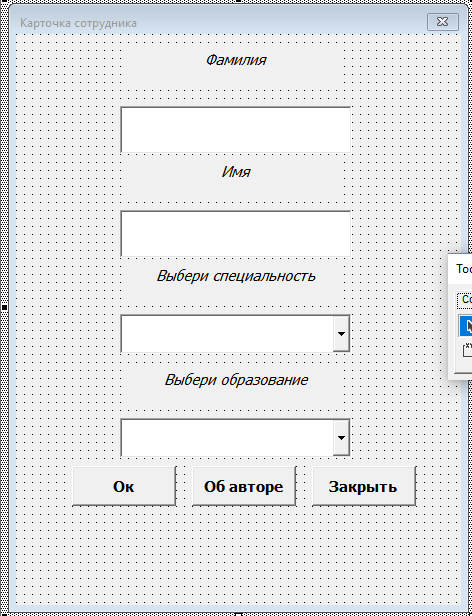 Карточка сотрудника
Фамилия
Имя
Выбери специальность
Выбери образование
Ок
Об авторе
Закрыть